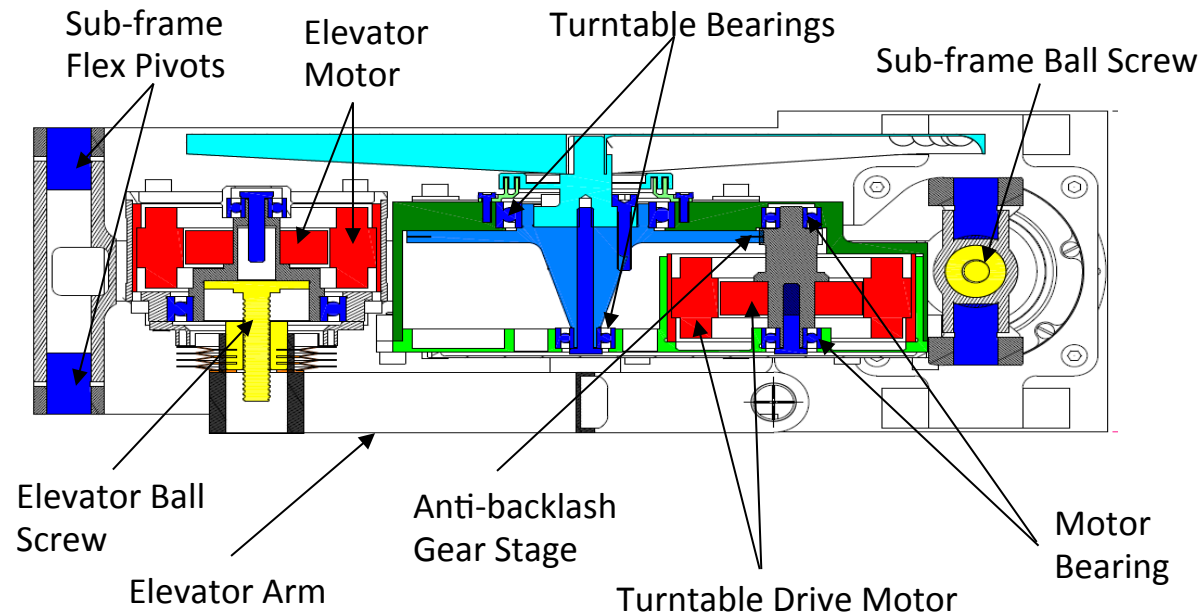 Sub-frame
Flex Pivots
Elevator
Motor
Turntable Bearings
Sub-frame Ball Screw
Elevator Ball
Screw
Elevator Arm
Anti-backlash
Gear Stage
Turntable Drive Motor
Motor
Bearing